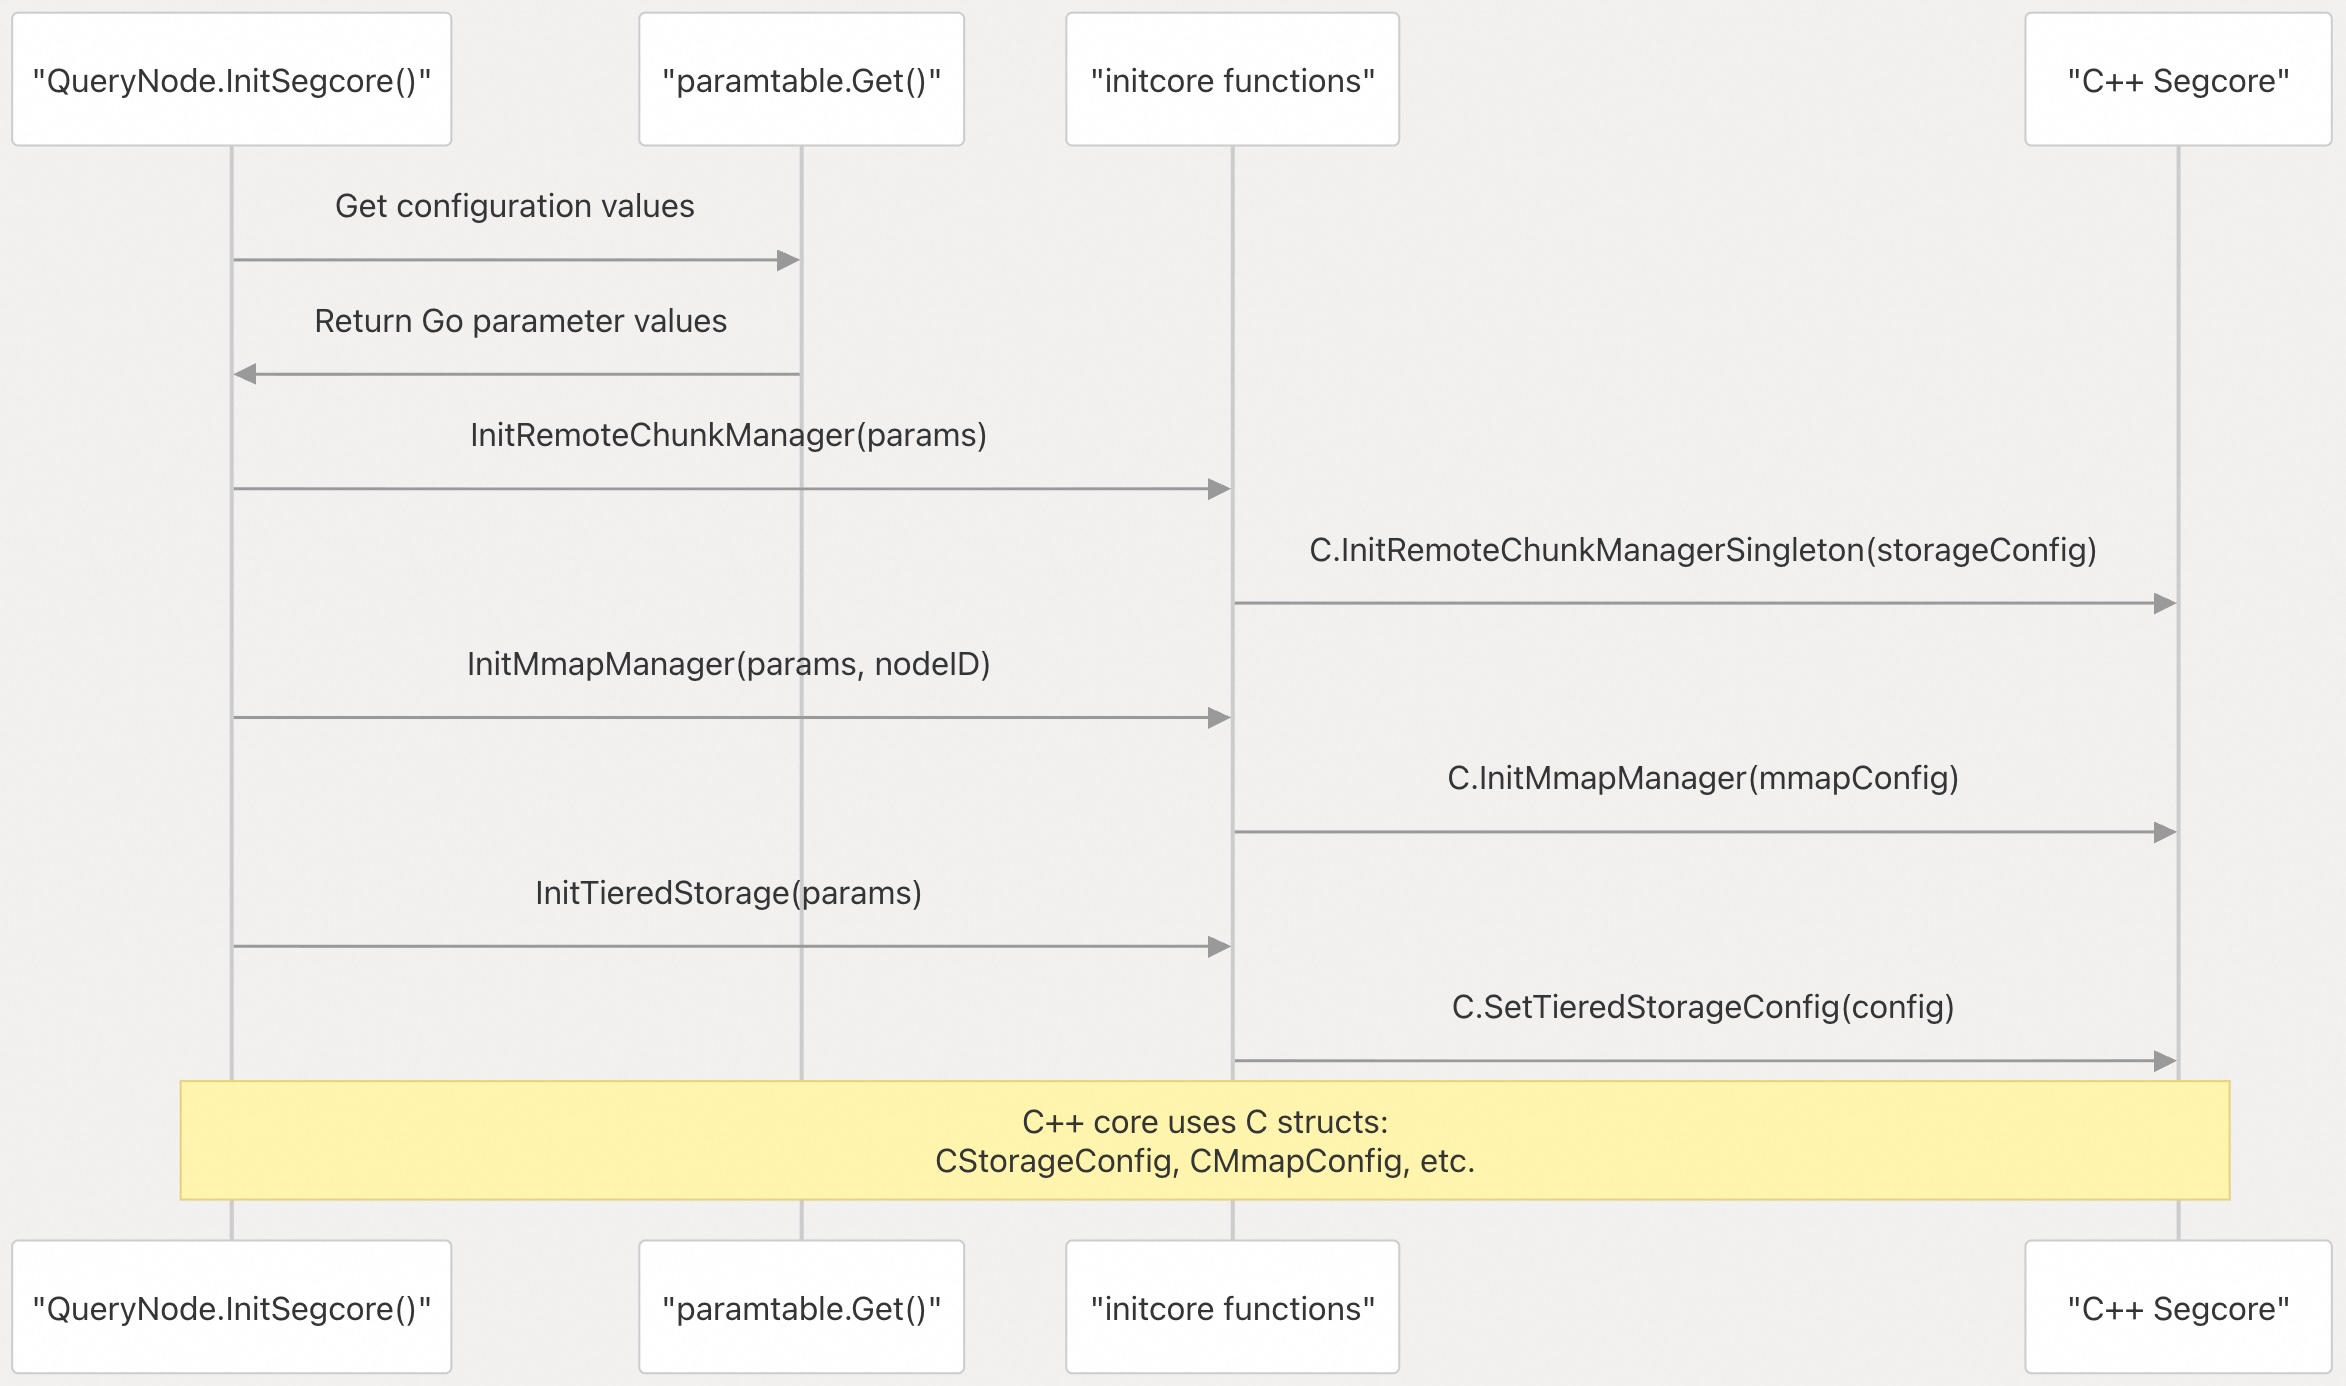 "QueryNode.InitSegcore()"
"paramtable.Get()"
"initcore functions"
"C++ Segcore"
Get configuration values
Return Go parameter values
InitRemoteChunkManager(params)
C.InitRemoteChunkManagerSingleton(storageConfig)
InitMmapManager(params, nodeID)
C.InitMmapManager(mmapConfig)
InitTieredStorage(params)
C.SetTieredStorageConfig(config)
C++ core uses C structs:
CStorageConfig, CMmapConfig, etc.
"QueryNode.InitSegcore()"
"paramtable.Get()"
"initcore functions"
"C++ Segcore"